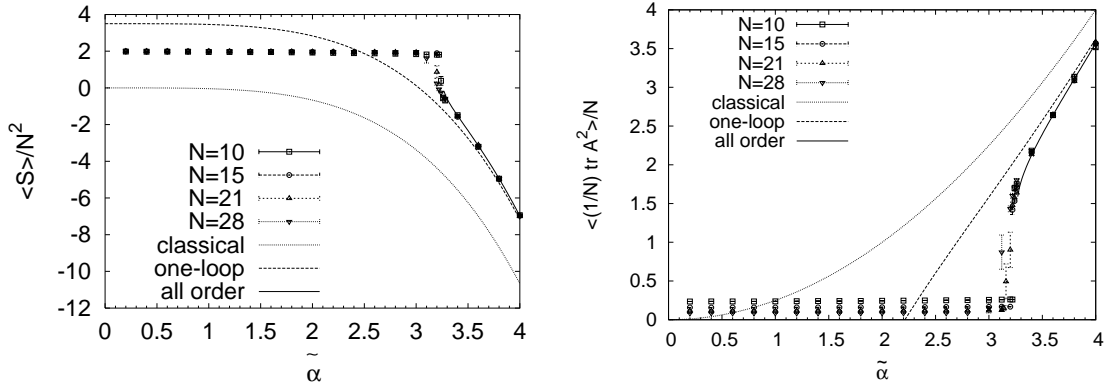 <S>/N²
4
2
0
-2
-4
-6
-8
-10
-12
N=10
N=15
N=21
N=28
classical
one-loop
all order
0 0.5 1 1.5 2 2.5 3 3.5 4
α̃
<(1/N) tr A²>/N
4
3.5
3
2.5
2
1.5
1
0.5
0
N=10
N=15
N=21
N=28
classical
one-loop
all order
0 0.5 1 1.5 2 2.5 3 3.5 4
α̃